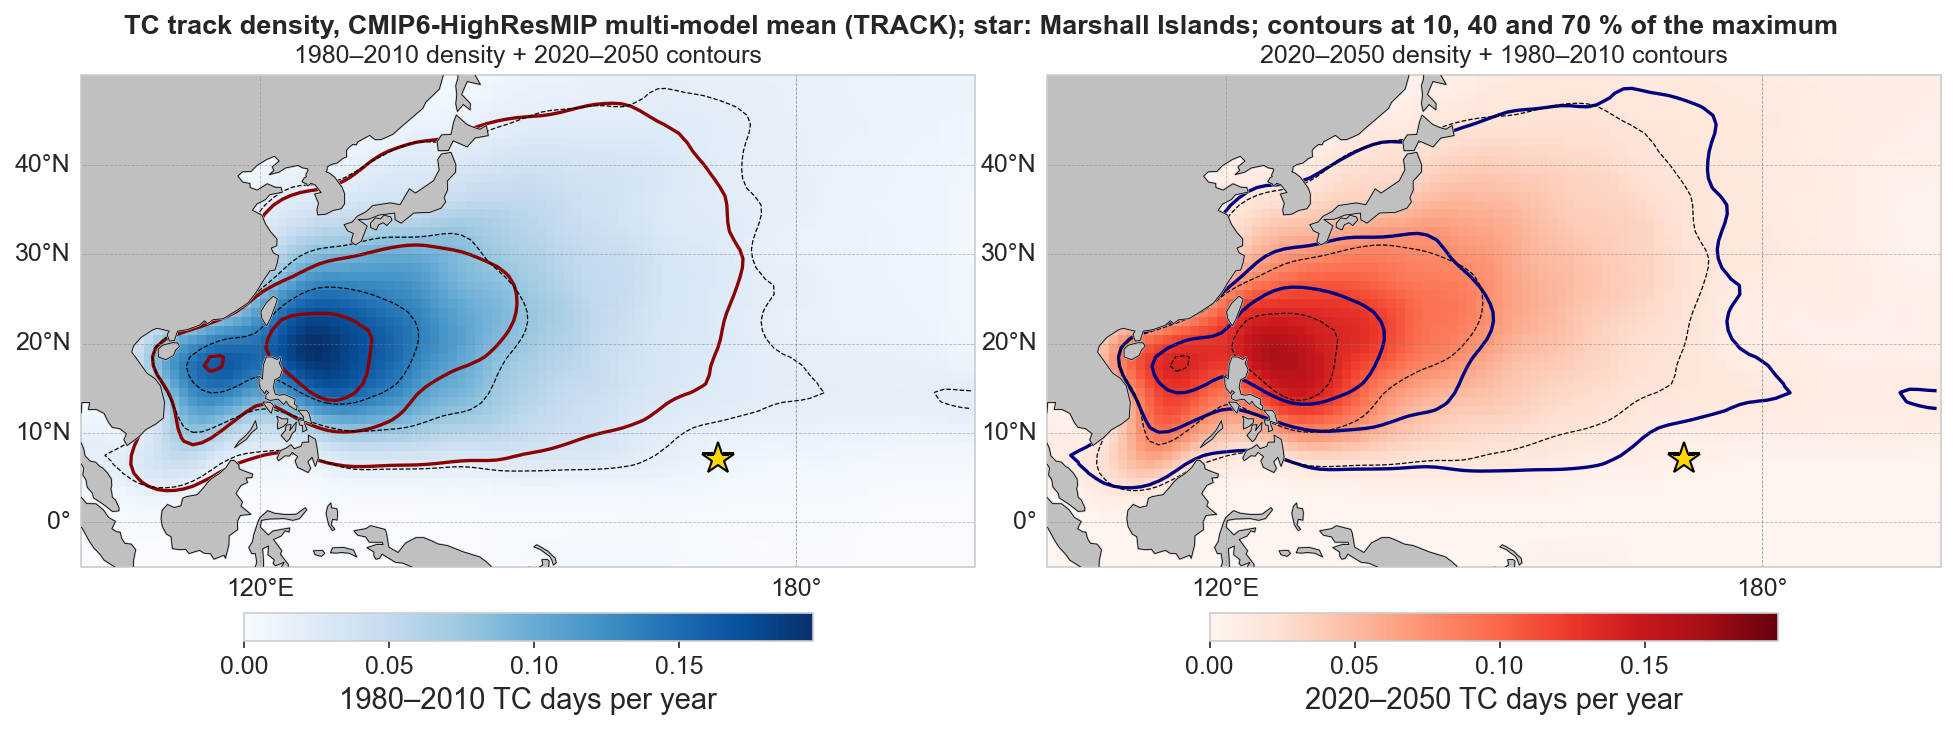 TC track density, CMIP6-HighResMIP multi-model mean (TRACK); star: Marshall Islands; contours at 10, 40 and 70 % of the maximum
1980–2010 density + 2020–2050 contours
2020–2050 density + 1980–2010 contours
40°N
30°N
20°N
10°N
0°
120°E
180°
40°N
30°N
20°N
10°N
0°
120°E
180°
0.00
0.05
0.10
0.15
1980–2010 TC days per year
0.00
0.05
0.10
0.15
2020–2050 TC days per year